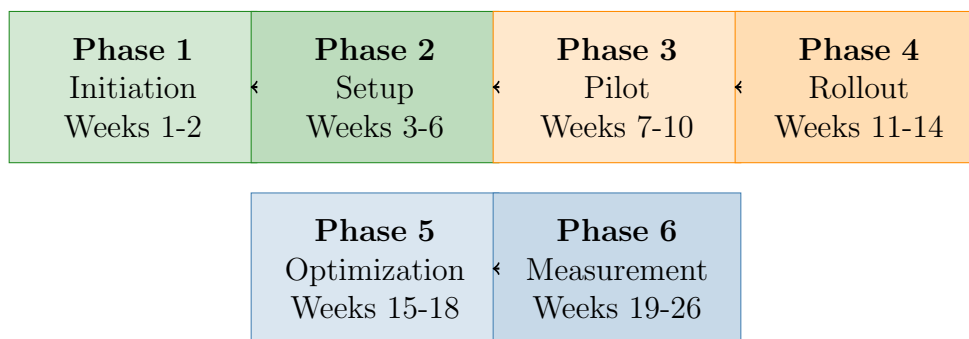 Phase 1
Initiation
Weeks 1-2
Phase 2
Setup
Weeks 3-6
Phase 3
Pilot
Weeks 7-10
Phase 4
Rollout
Weeks 11-14
Phase 5
Optimization
Weeks 15-18
Phase 6
Measurement
Weeks 19-26